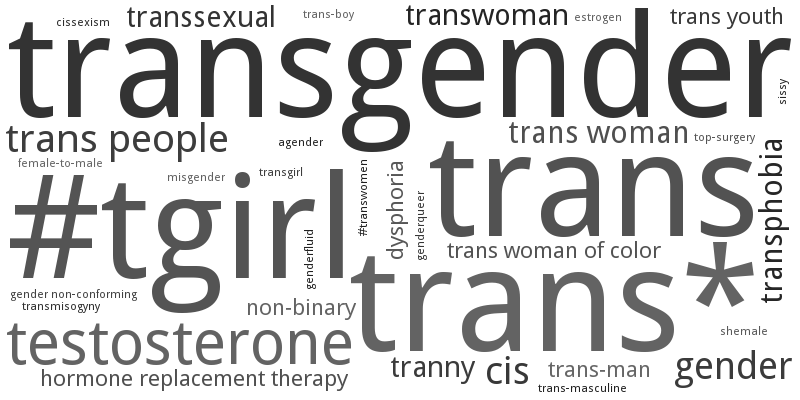 cissexism
transsexual
trans-boy
transwoman
estrogen
trans youth
transgender
sissy
trans people
agender
trans woman
top-surgery
female-to-male
misgender
transgirl
#transwomen
dysphoria
genderqueer
trans
transphobia
#tgirl
genderfluid
trans woman of color
gender non-conforming
transmisogyny
non-binary
trans*
testosterone
shemale
hormone replacement therapy
tranny
cis
trans-man
trans-masculine
gender